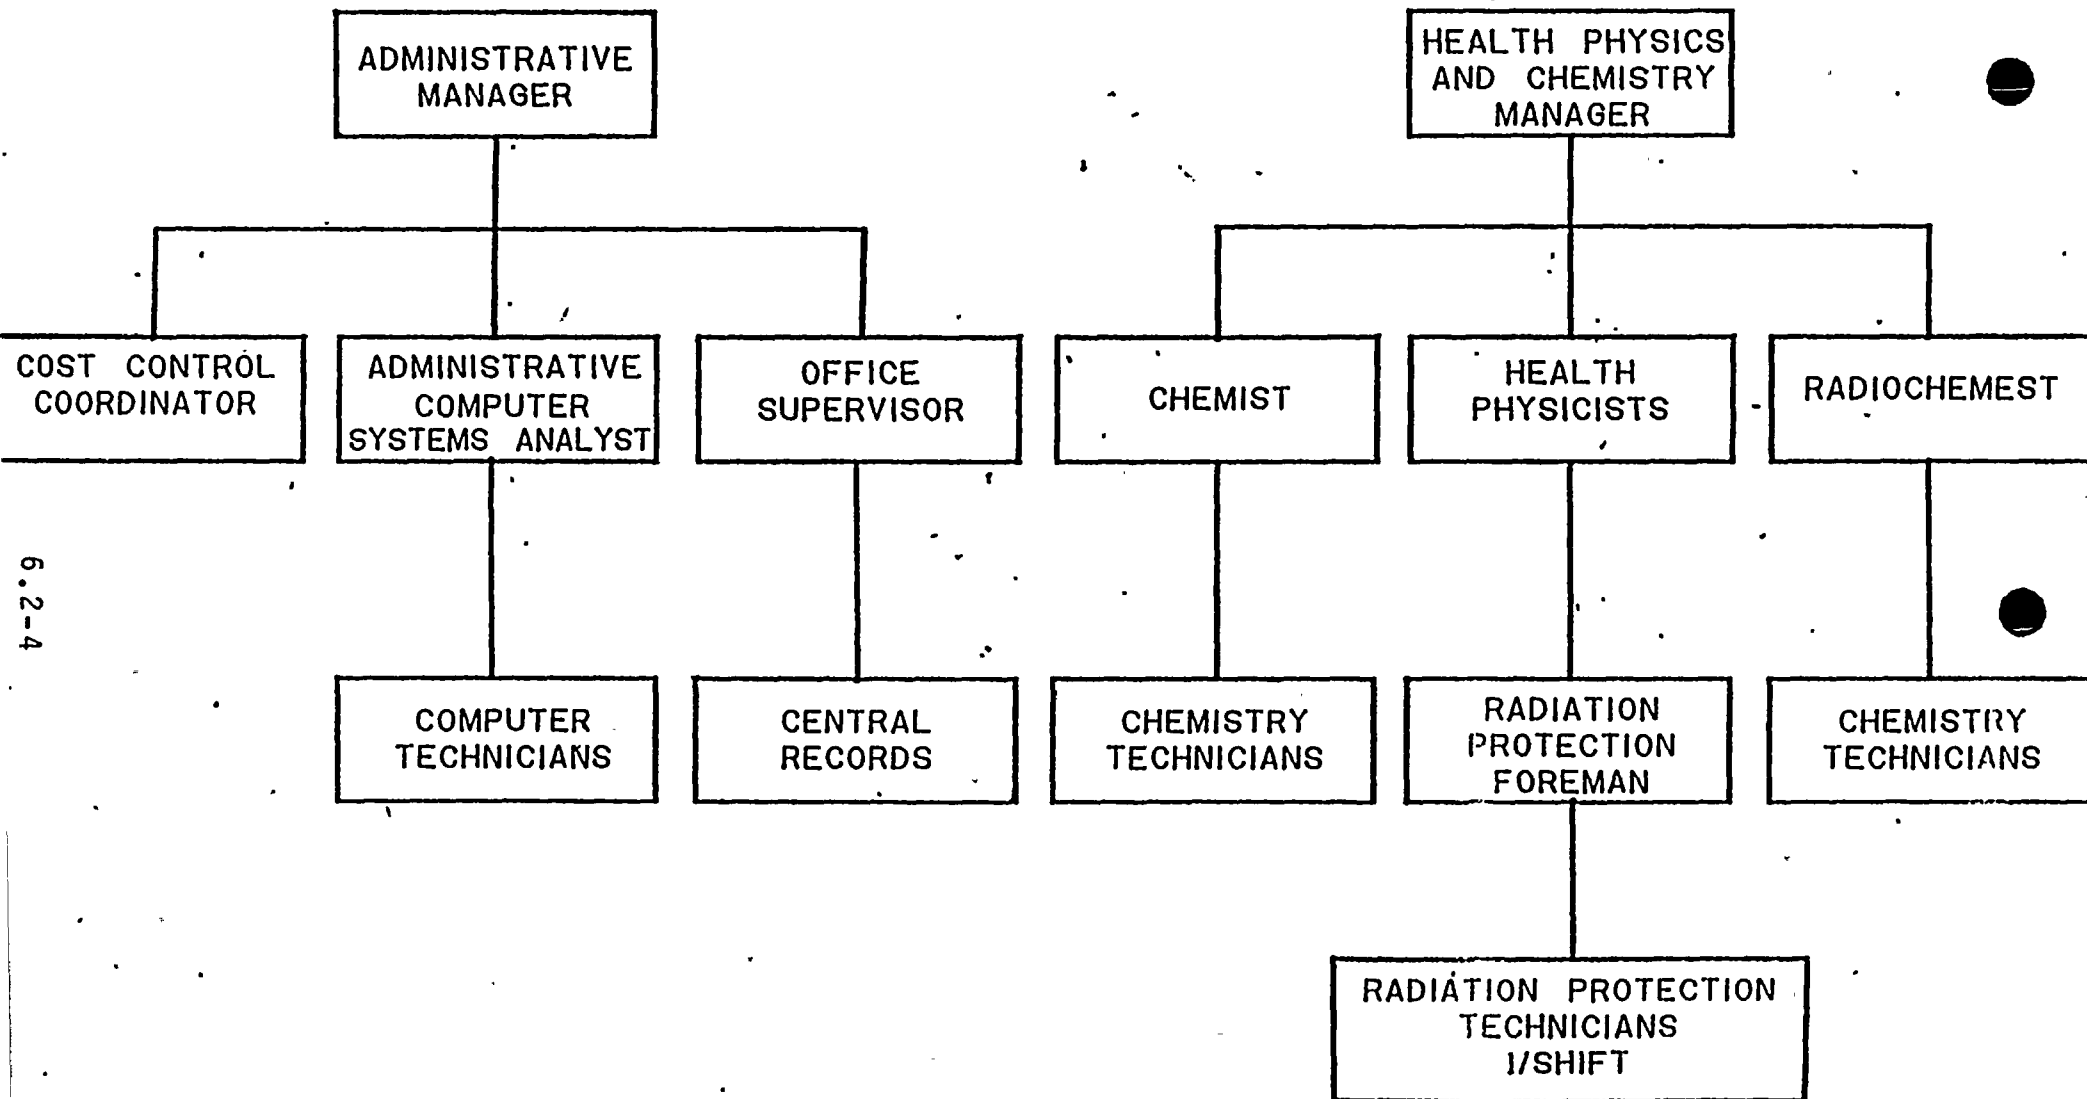 ADMINISTRATIVE
MANAGER
HEALTH PHYSICS
AND CHEMISTRY
MANAGER
COST CONTROL
COORDINATOR
ADMINISTRATIVE
COMPUTER
SYSTEMS ANALYST
OFFICE
SUPERVISOR
CHEMIST
HEALTH
PHYSICISTS
RADIOCHEMEST
COMPUTER
TECHNICIANS
CENTRAL
RECORDS
CHEMISTRY
TECHNICIANS
RADIATION
PROTECTION
FOREMAN
CHEMISTRY
TECHNICIANS
RADIATION PROTECTION
TECHNICIANS
1/SHIFT
6.2-4